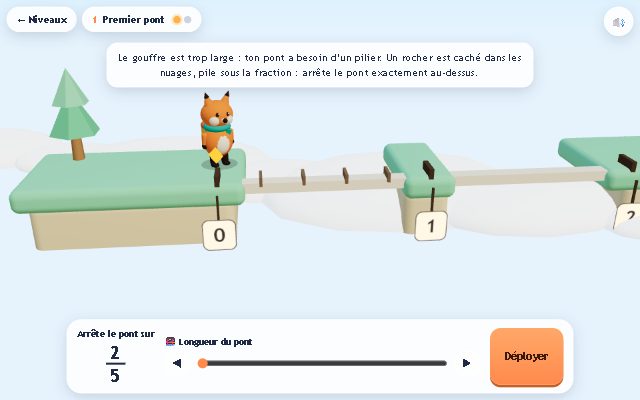 ← Niveaux
1 Premier pont
Le gouffre est trop large : ton pont a besoin d'un pilier. Un rocher est caché dans les
nuages, pile sous la fraction : arrête le pont exactement au-dessus.
0
1
2
Arrête le pont sur
2
5
Longueur du pont
Déployer